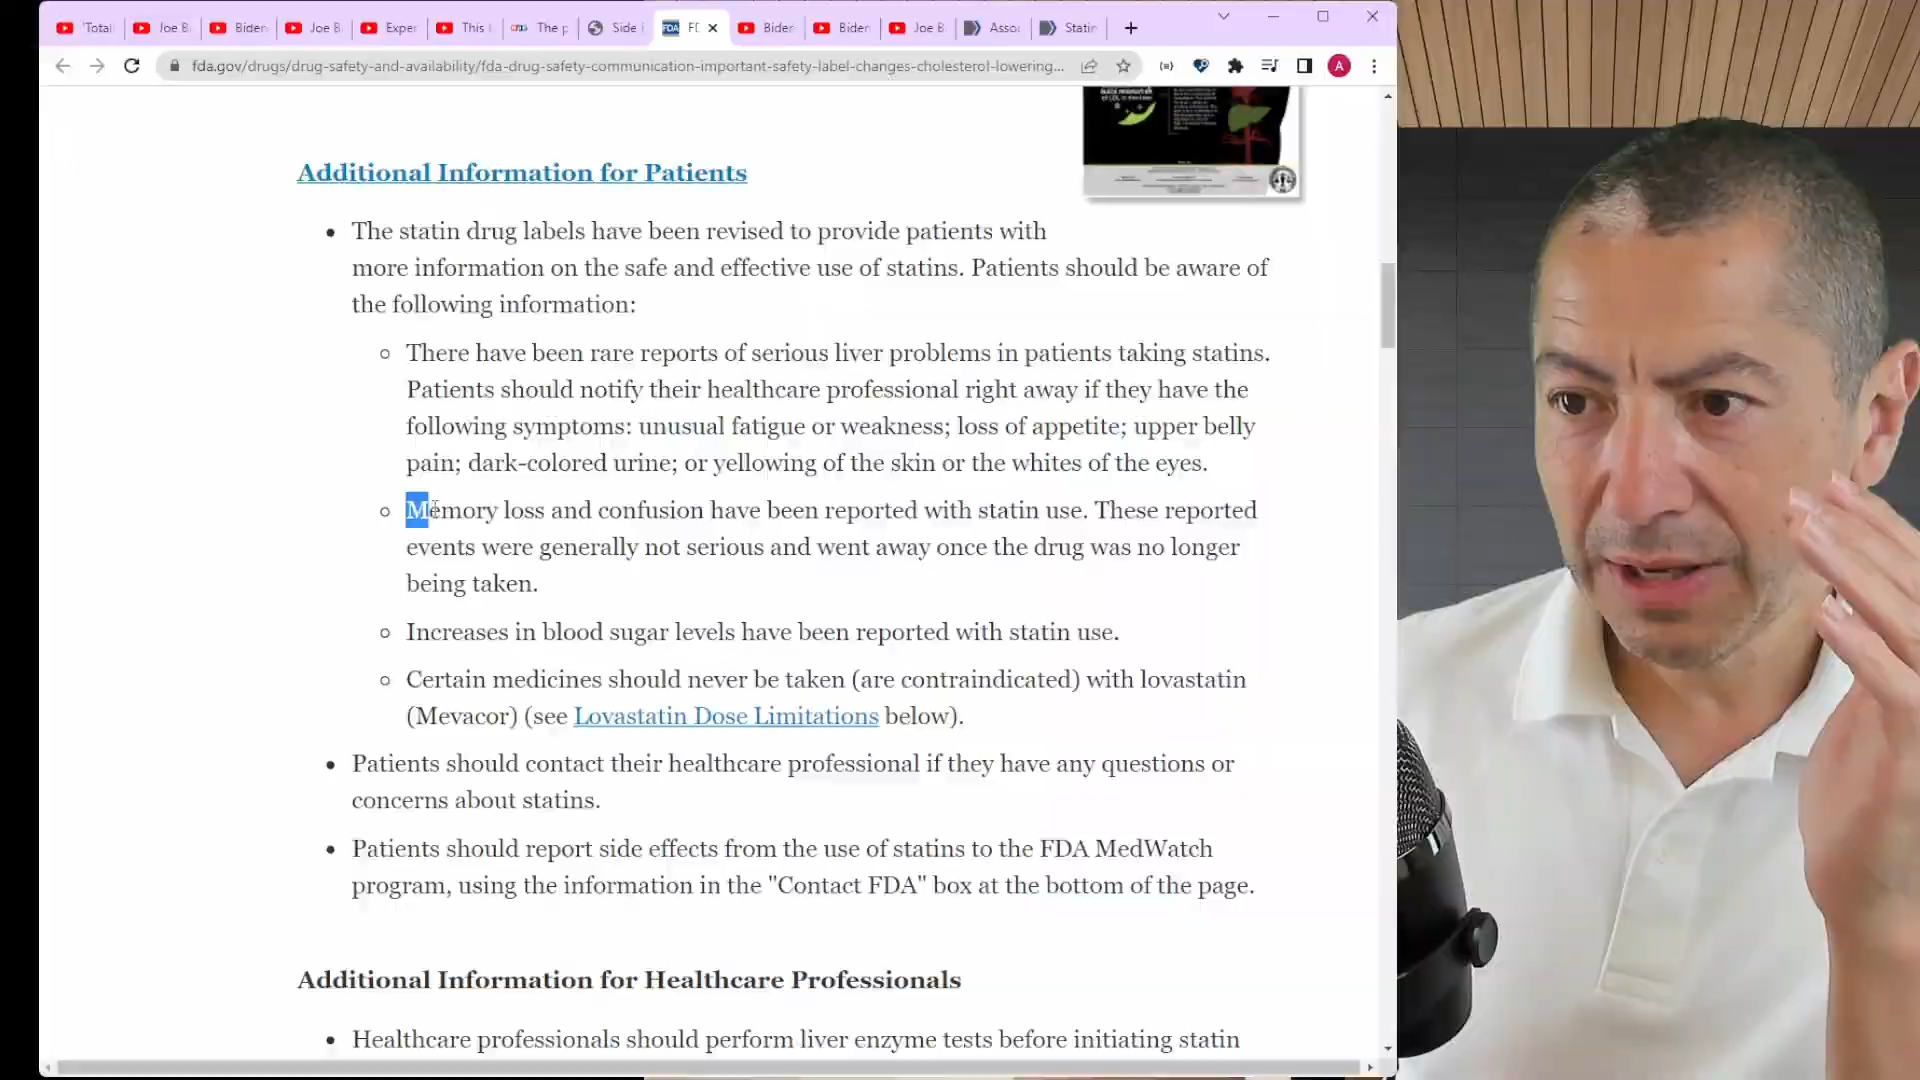 'Total
Joe B
Biden
Joe B
Exper
This i
The p
Side
FDA
Biden
Biden
Joe B
Asso
Statin
fda.gov/drugs/drug-safety-and-availability/fda-drug-safety-communication-important-safety-label-changes-cholesterol-lowering...
A
Additional Information for Patients
The statin drug labels have been revised to provide patients with
more information on the safe and effective use of statins. Patients should be aware of
the following information:
There have been rare reports of serious liver problems in patients taking statins.
Patients should notify their healthcare professional right away if they have the
following symptoms: unusual fatigue or weakness; loss of appetite; upper belly
pain; dark-colored urine; or yellowing of the skin or the whites of the eyes.
Memory loss and confusion have been reported with statin use. These reported
events were generally not serious and went away once the drug was no longer
being taken.
Increases in blood sugar levels have been reported with statin use.
Certain medicines should never be taken (are contraindicated) with lovastatin
(Mevacor) (see Lovastatin Dose Limitations below).
Patients should contact their healthcare professional if they have any questions or
concerns about statins.
Patients should report side effects from the use of statins to the FDA MedWatch
program, using the information in the "Contact FDA" box at the bottom of the page.
Additional Information for Healthcare Professionals
Healthcare professionals should perform liver enzyme tests before initiating statin